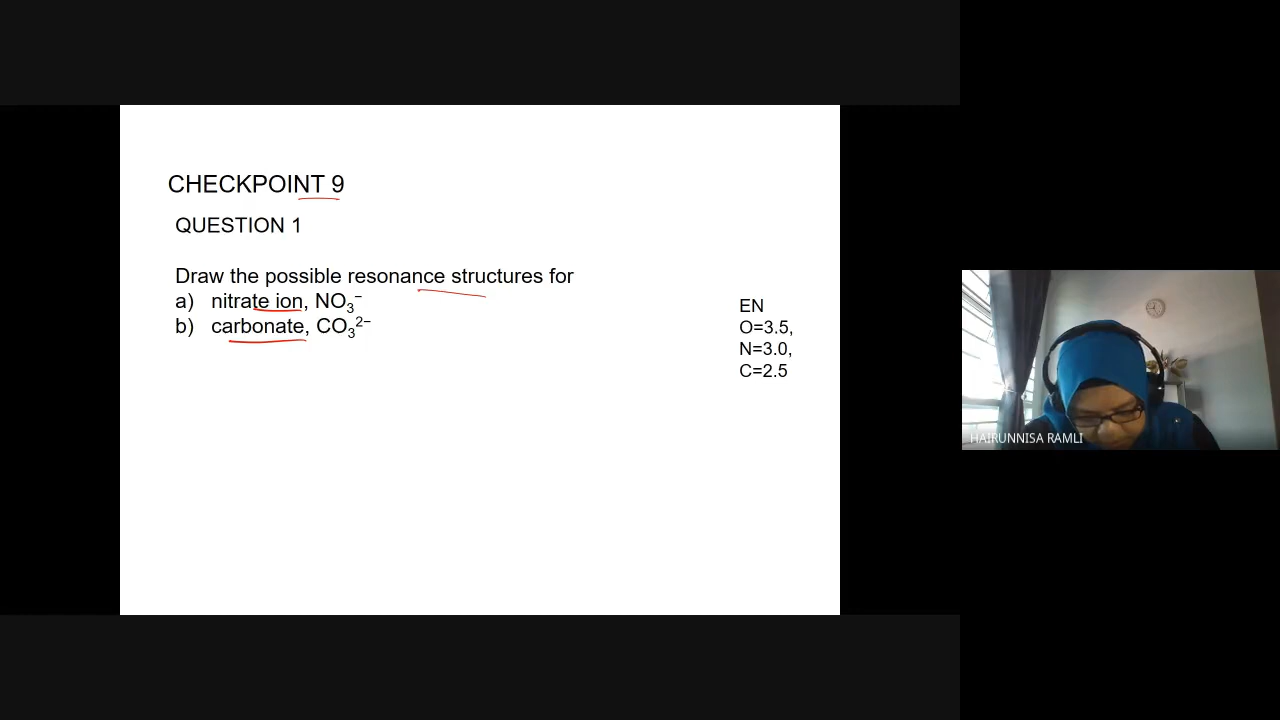 CHECKPOINT 9
QUESTION 1
Draw the possible resonance structures for
a) nitrate ion, NO₃⁻
b) carbonate, CO₃²⁻
EN
O=3.5,
N=3.0,
C=2.5
HAIRUNNISA RAMLI